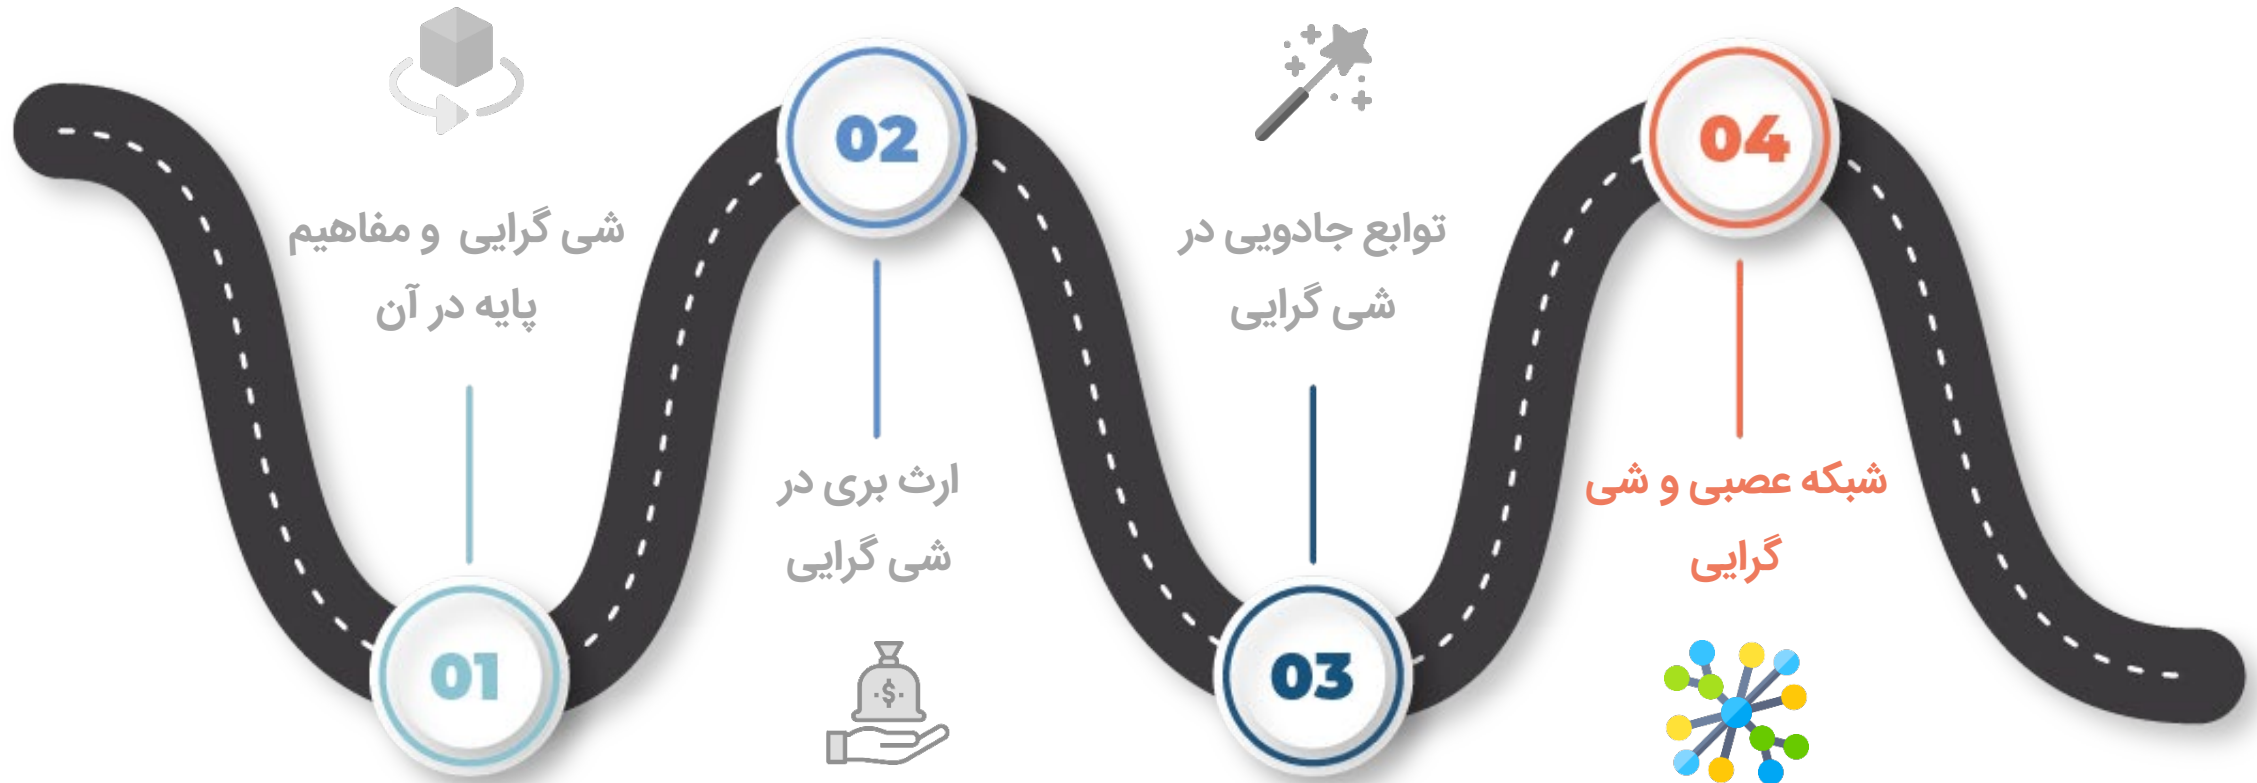 01
شی گرایی و مفاهیم
پایه در آن
02
ارث بری در
شی گرایی
$
03
توابع جادویی در
شی گرایی
04
شبکه عصبی و شی
گرایی